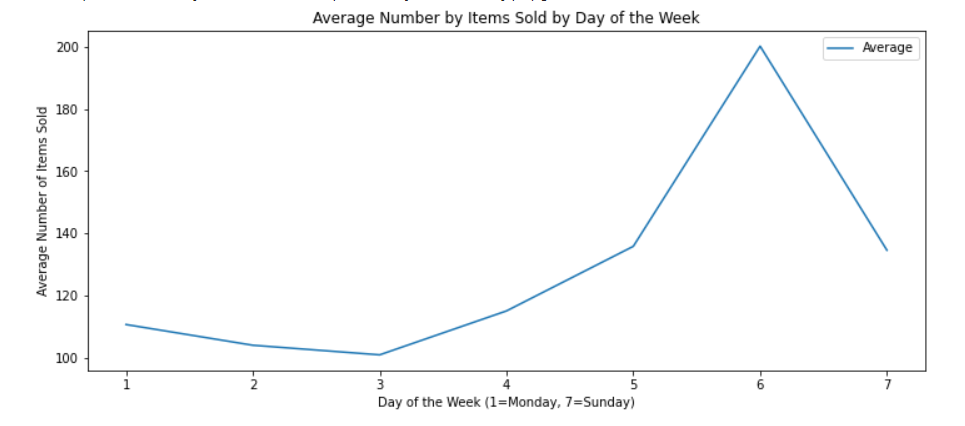 Average Number by Items Sold by Day of the Week
Average
Average Number of Items Sold
200
180
160
140
120
100
1 2 3 4 5 6 7
Day of the Week (1=Monday, 7=Sunday)